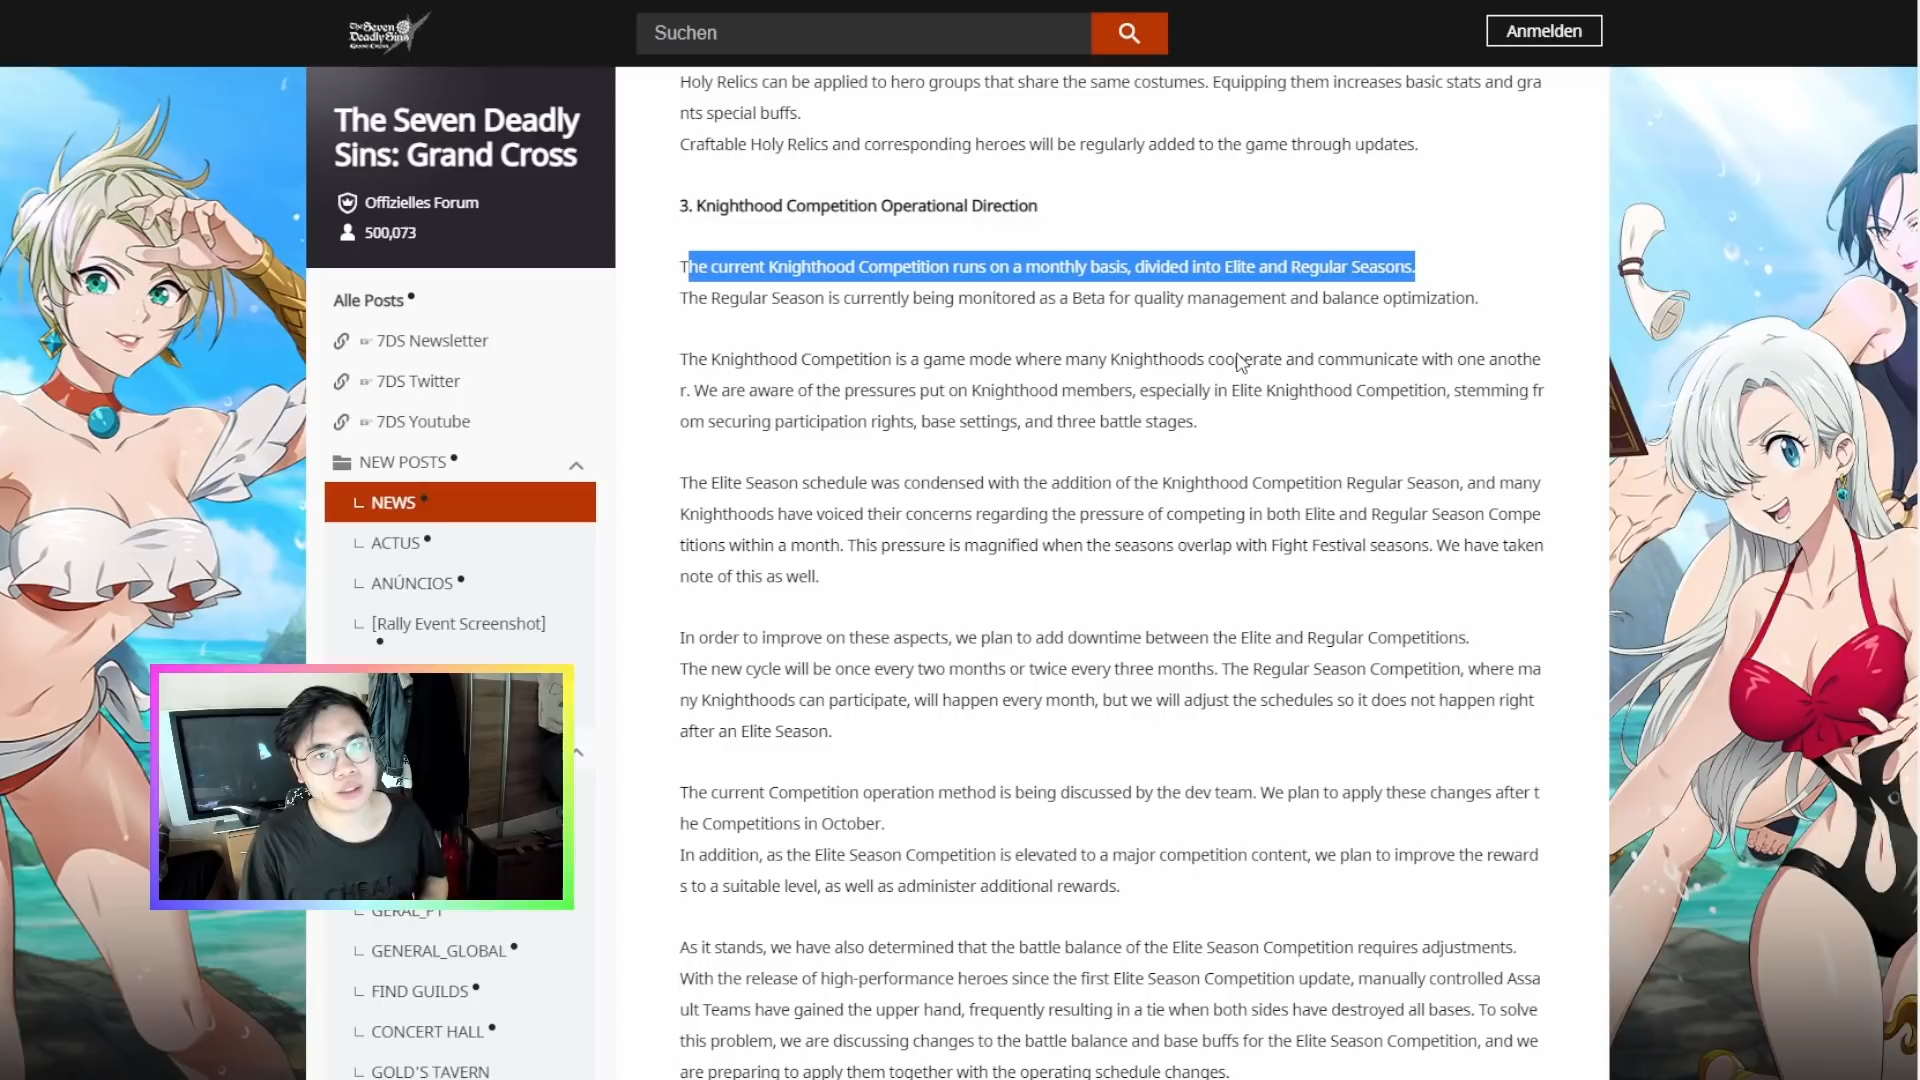 The Seven
Deadly Sins
GRAND CROSS
Suchen
Anmelden
The Seven Deadly
Sins: Grand Cross
Offizielles Forum
500,073
Alle Posts
7DS Newsletter
7DS Twitter
7DS Youtube
NEW POSTS
NEWS
ACTUS
ANÚNCIOS
[Rally Event Screenshot]
GERAL_PT
GENERAL_GLOBAL
FIND GUILDS
CONCERT HALL
GOLD'S TAVERN
Holy Relics can be applied to hero groups that share the same costumes. Equipping them increases basic stats and gra
nts special buffs.
Craftable Holy Relics and corresponding heroes will be regularly added to the game through updates.
3. Knighthood Competition Operational Direction
The current Knighthood Competition runs on a monthly basis, divided into Elite and Regular Seasons.
The Regular Season is currently being monitored as a Beta for quality management and balance optimization.
The Knighthood Competition is a game mode where many Knighthoods cooperate and communicate with one anothe
r. We are aware of the pressures put on Knighthood members, especially in Elite Knighthood Competition, stemming fr
om securing participation rights, base settings, and three battle stages.
The Elite Season schedule was condensed with the addition of the Knighthood Competition Regular Season, and many
Knighthoods have voiced their concerns regarding the pressure of competing in both Elite and Regular Season Compe
titions within a month. This pressure is magnified when the seasons overlap with Fight Festival seasons. We have taken
note of this as well.
In order to improve on these aspects, we plan to add downtime between the Elite and Regular Competitions.
The new cycle will be once every two months or twice every three months. The Regular Season Competition, where ma
ny Knighthoods can participate, will happen every month, but we will adjust the schedules so it does not happen right
after an Elite Season.
The current Competition operation method is being discussed by the dev team. We plan to apply these changes after t
he Competitions in October.
In addition, as the Elite Season Competition is elevated to a major competition content, we plan to improve the reward
s to a suitable level, as well as administer additional rewards.
As it stands, we have also determined that the battle balance of the Elite Season Competition requires adjustments.
With the release of high-performance heroes since the first Elite Season Competition update, manually controlled Assa
ult Teams have gained the upper hand, frequently resulting in a tie when both sides have destroyed all bases. To solve
this problem, we are discussing changes to the battle balance and base buffs for the Elite Season Competition, and we
are preparing to apply them together with the operating schedule changes.